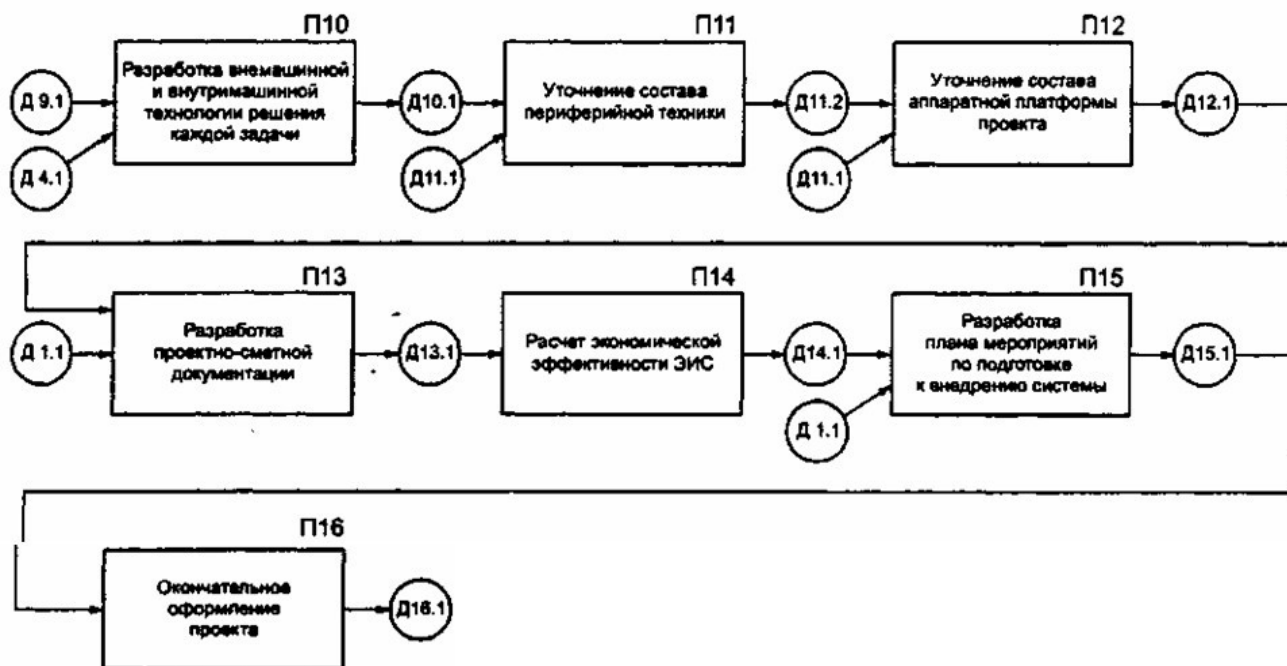 П10
Разработка внемашинной
и внутримашинной
технологии решения
каждой задачи
Д 9.1
Д 4.1
П11
Уточнение состава
периферийной техники
Д10.1
Д11.1
П12
Уточнение состава
аппаратной платформы
проекта
Д11.2
Д11.1
Д12.1
П13
Разработка
проектно-сметной
документации
Д 1.1
П14
Расчет экономической
эффективности ЭИС
Д13.1
П15
Разработка
плана мероприятий
по подготовке
к внедрению системы
Д14.1
Д 1.1
Д15.1
П16
Окончательное
оформление
проекта
Д16.1